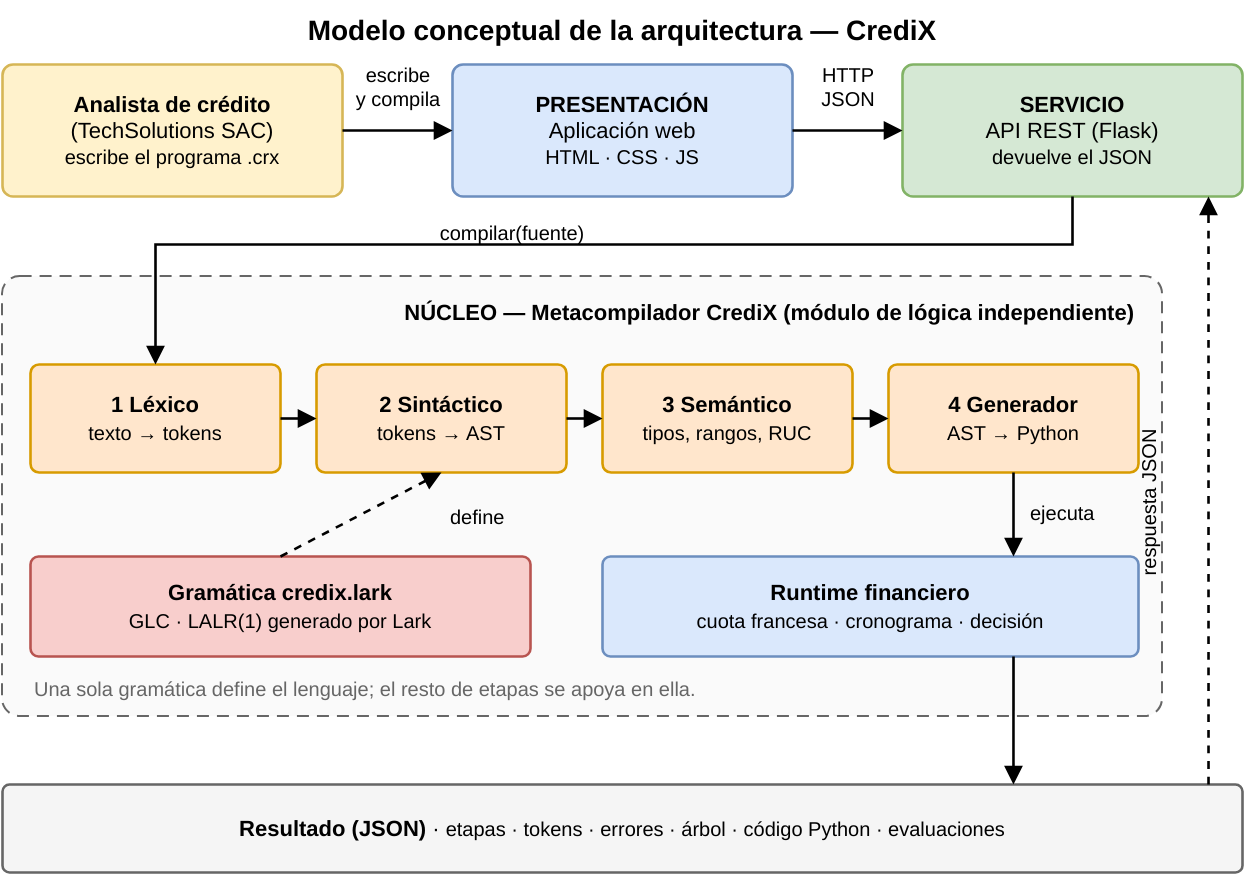 Modelo conceptual de la arquitectura — CrediX
Analista de crédito
(TechSolutions SAC)
escribe el programa .crx
escribe
y compila
PRESENTACIÓN
Aplicación web
HTML · CSS · JS
HTTP
JSON
SERVICIO
API REST (Flask)
devuelve el JSON
compilar(fuente)
NÚCLEO — Metacompilador CrediX (módulo de lógica independiente)
1 Léxico
texto → tokens
2 Sintáctico
tokens → AST
3 Semántico
tipos, rangos, RUC
4 Generador
AST → Python
respuesta JSON
define
ejecuta
Gramática credix.lark
GLC · LALR(1) generado por Lark
Runtime financiero
cuota francesa · cronograma · decisión
Una sola gramática define el lenguaje; el resto de etapas se apoya en ella.
Resultado (JSON) · etapas · tokens · errores · árbol · código Python · evaluaciones